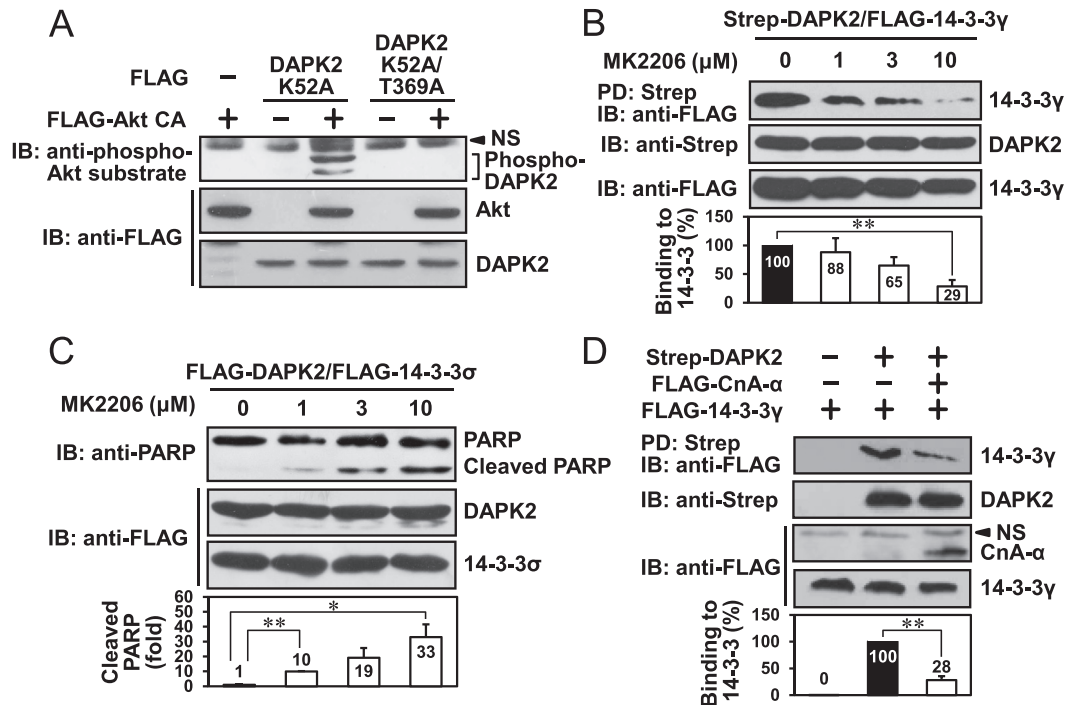 A
FLAG
–
DAPK2
K52A
DAPK2
K52A/
T369A
FLAG-Akt CA
+ – + – +
IB: anti-phospho-
Akt substrate
NS
Phospho-
DAPK2
IB: anti-FLAG
Akt
DAPK2
B
Strep-DAPK2/FLAG-14-3-3γ
MK2206 (μM) 0 1 3 10
PD: Strep
IB: anti-FLAG
14-3-3γ
IB: anti-Strep
DAPK2
IB: anti-FLAG
14-3-3γ
Binding to
14-3-3 (%)
150
100
50
0
**
100 88 65 29
C
FLAG-DAPK2/FLAG-14-3-3σ
MK2206 (μM) 0 1 3 10
IB: anti-PARP
PARP
Cleaved PARP
IB: anti-FLAG
DAPK2
14-3-3σ
Cleaved
PARP
(fold)
60
50
40
30
20
10
0
*
**
1 10 19 33
D
Strep-DAPK2 – + +
FLAG-CnA-α – – +
FLAG-14-3-3γ + + +
PD: Strep
IB: anti-FLAG
14-3-3γ
IB: anti-Strep
DAPK2
IB: anti-FLAG
NS
CnA-α
14-3-3γ
Binding to
14-3-3 (%)
150
100
50
0
**
0 100 28